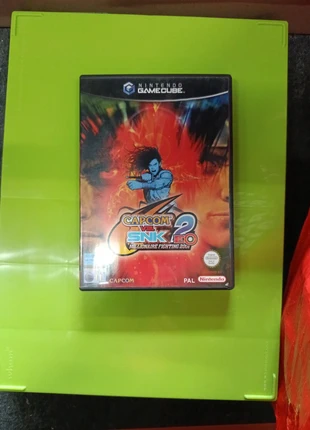 NINTENDO
GAMECUBE
CAPCOM
VS.
SNK 2
EO
MILLIONAIRE FIGHTING 2001
CAPCOM
PAL
Nintendo